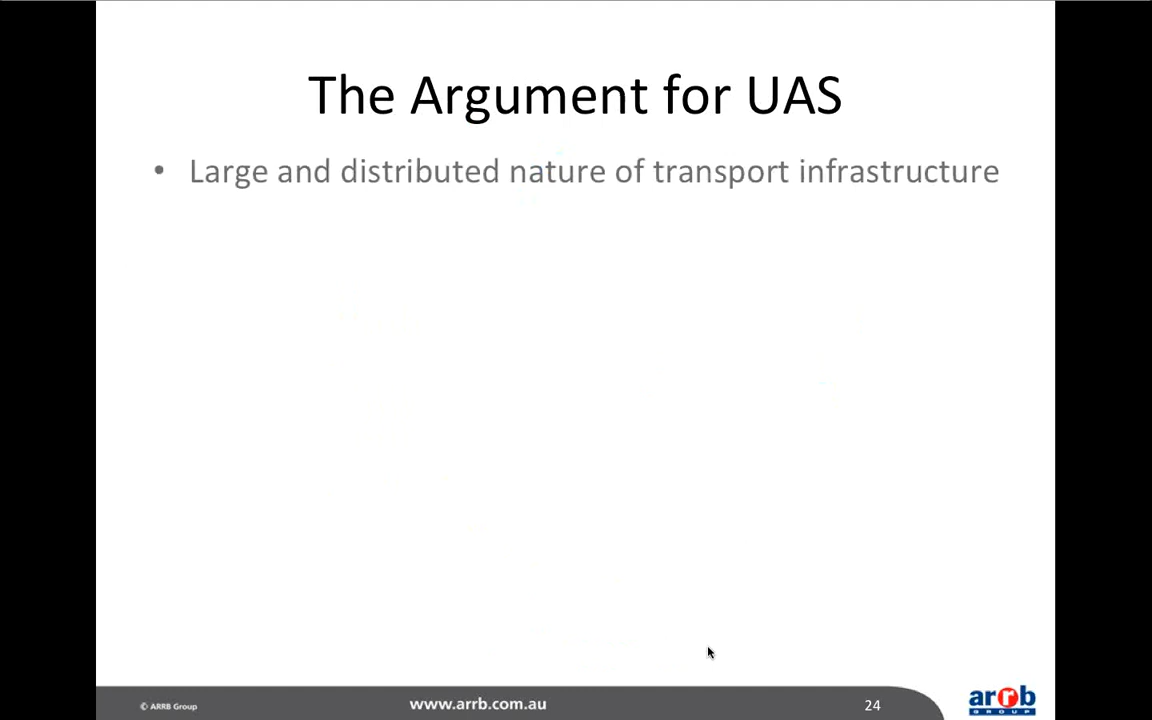 The Argument for UAS
• Large and distributed nature of transport infrastructure
© ARRB Group
www.arrb.com.au
24
arrb
GROUP